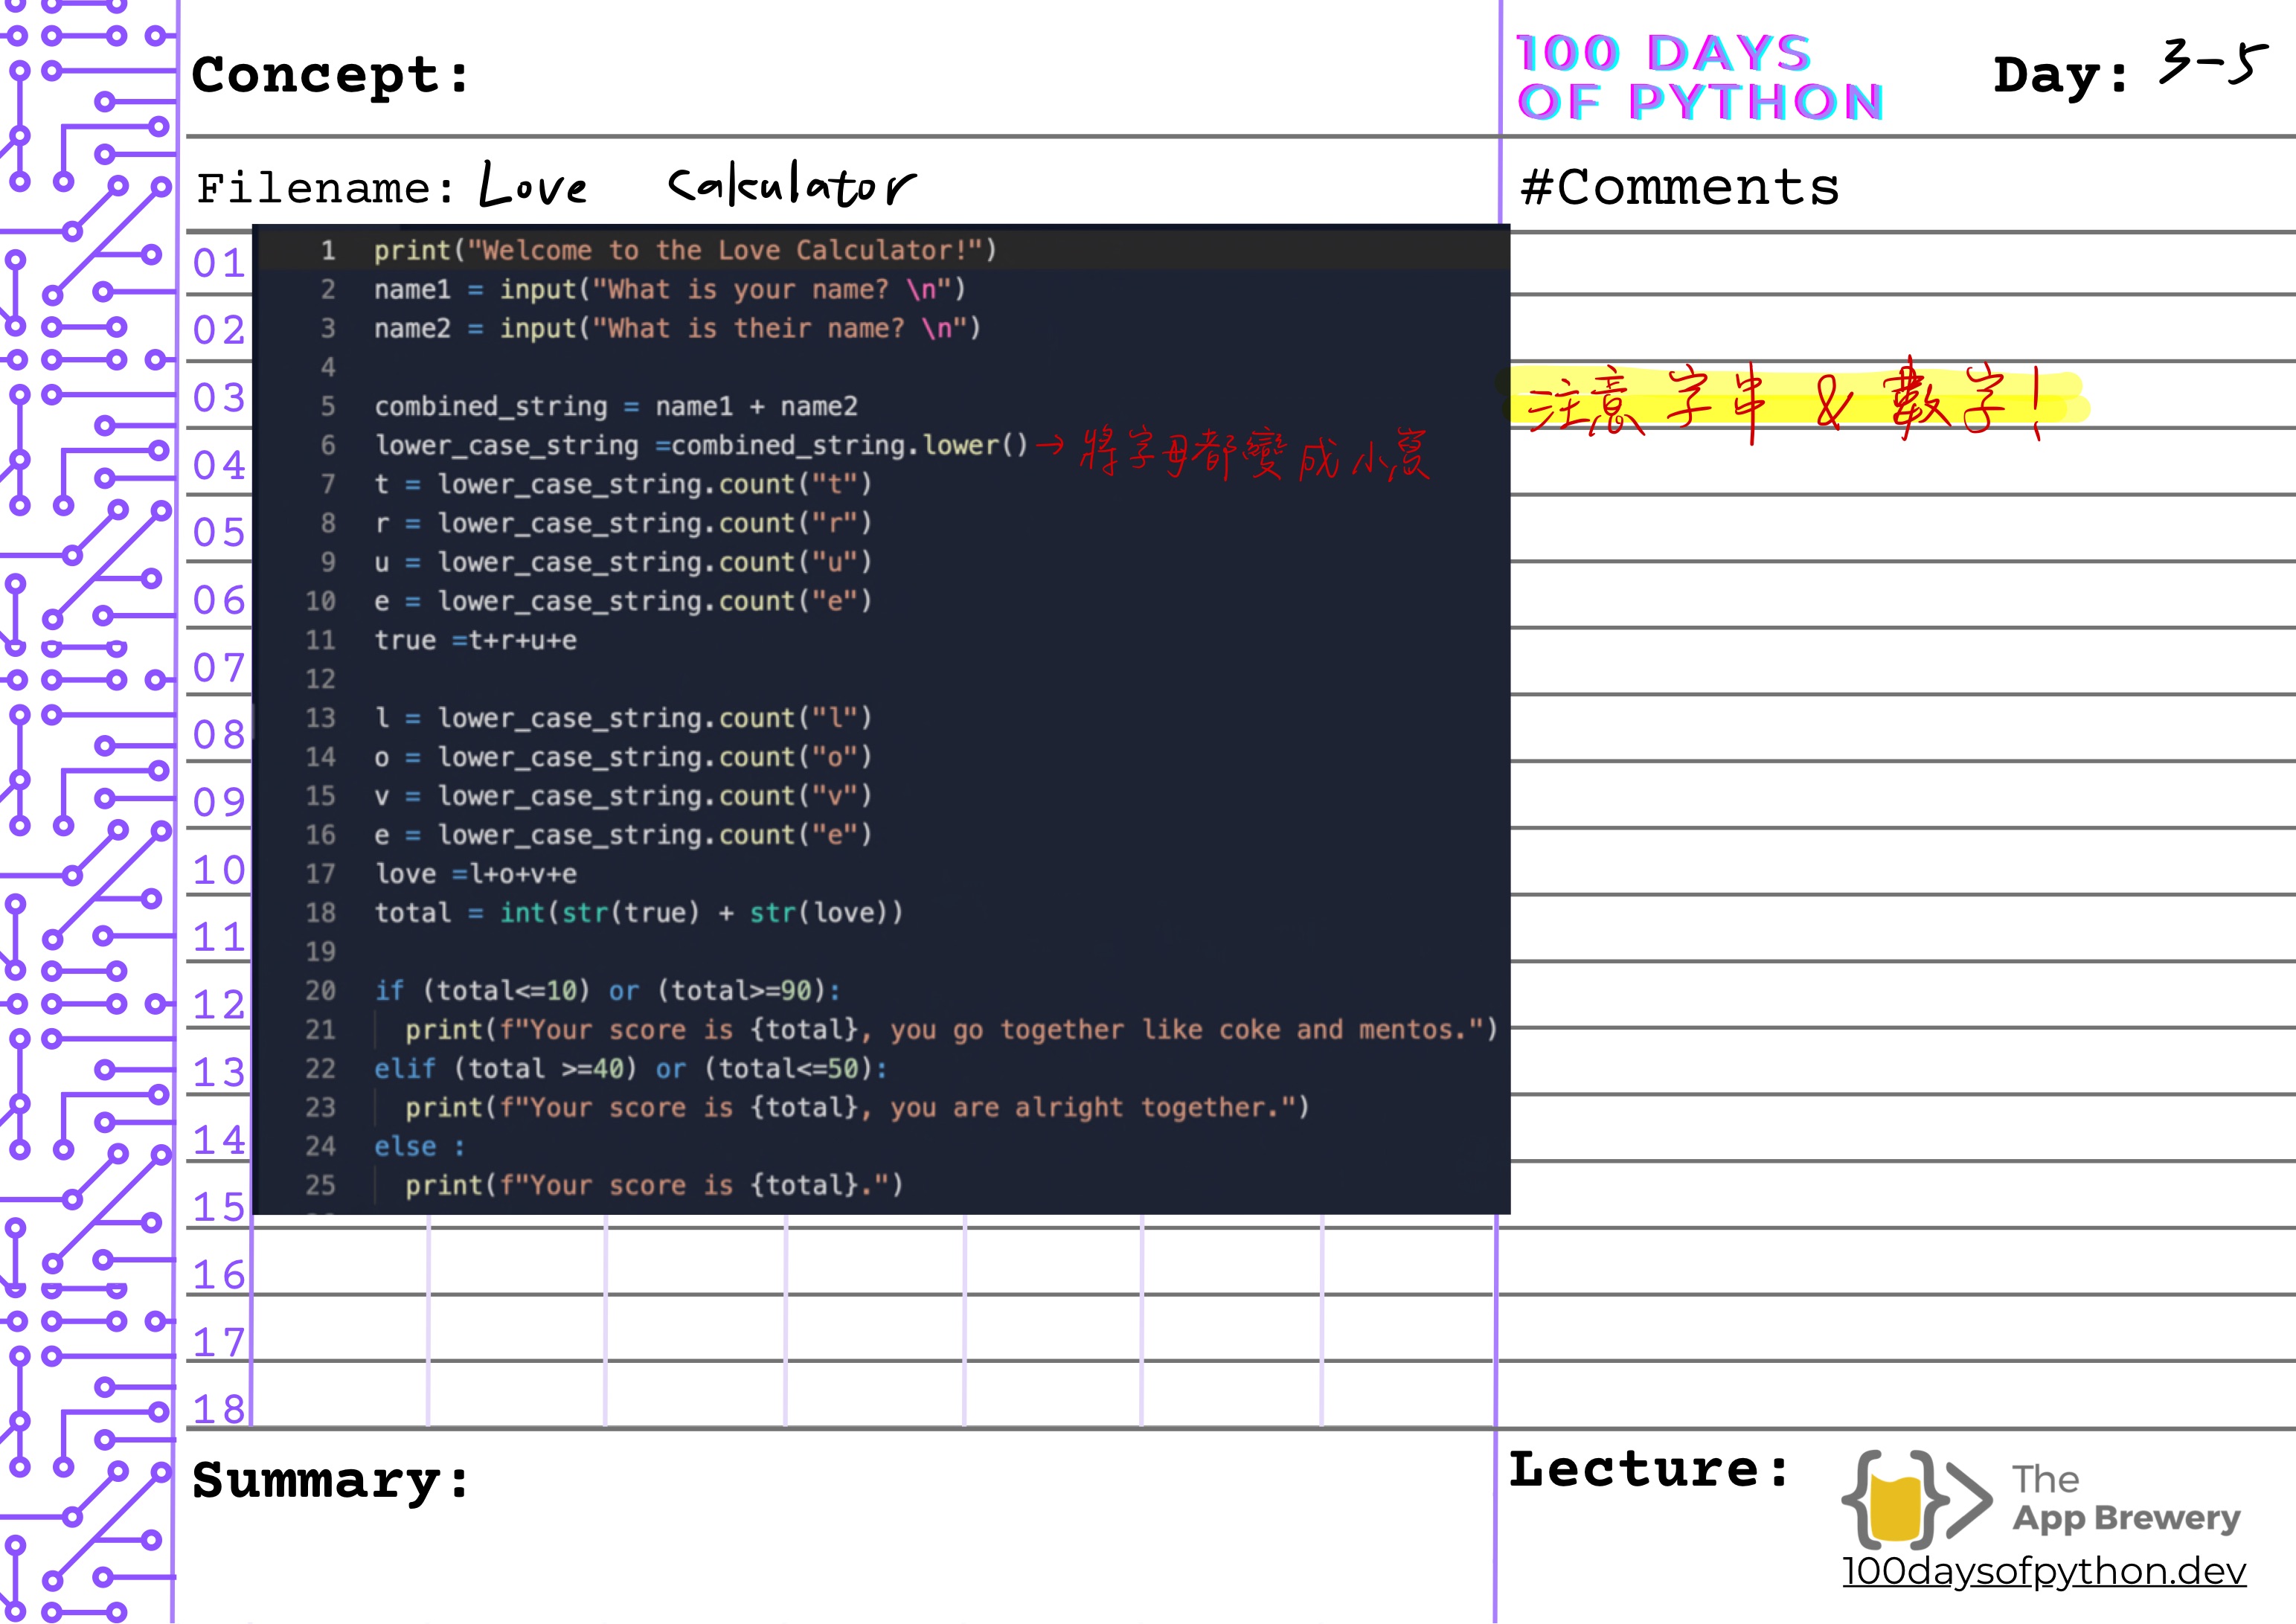 Concept:
100 DAYS
OF PYTHON
Day: 3-5
Filename: Love Calculator
#Comments
01
02
03
04
05
06
07
08
09
10
11
12
13
14
15
16
17
18
1 print("Welcome to the Love Calculator!")
2 name1 = input("What is your name? \n")
3 name2 = input("What is their name? \n")
4
5 combined_string = name1 + name2
6 lower_case_string =combined_string.lower() → 將字母都變成小寫
7 t = lower_case_string.count("t")
8 r = lower_case_string.count("r")
9 u = lower_case_string.count("u")
10 e = lower_case_string.count("e")
11 true =t+r+u+e
12
13 l = lower_case_string.count("l")
14 o = lower_case_string.count("o")
15 v = lower_case_string.count("v")
16 e = lower_case_string.count("e")
17 love =l+o+v+e
18 total = int(str(true) + str(love))
19
20 if (total<=10) or (total>=90):
21 print(f"Your score is {total}, you go together like coke and mentos.")
22 elif (total >=40) or (total<=50):
23 print(f"Your score is {total}, you are alright together.")
24 else :
25 print(f"Your score is {total}.")
注意字串 & 數字!
Summary:
Lecture:
The
App Brewery
100daysofpython.dev